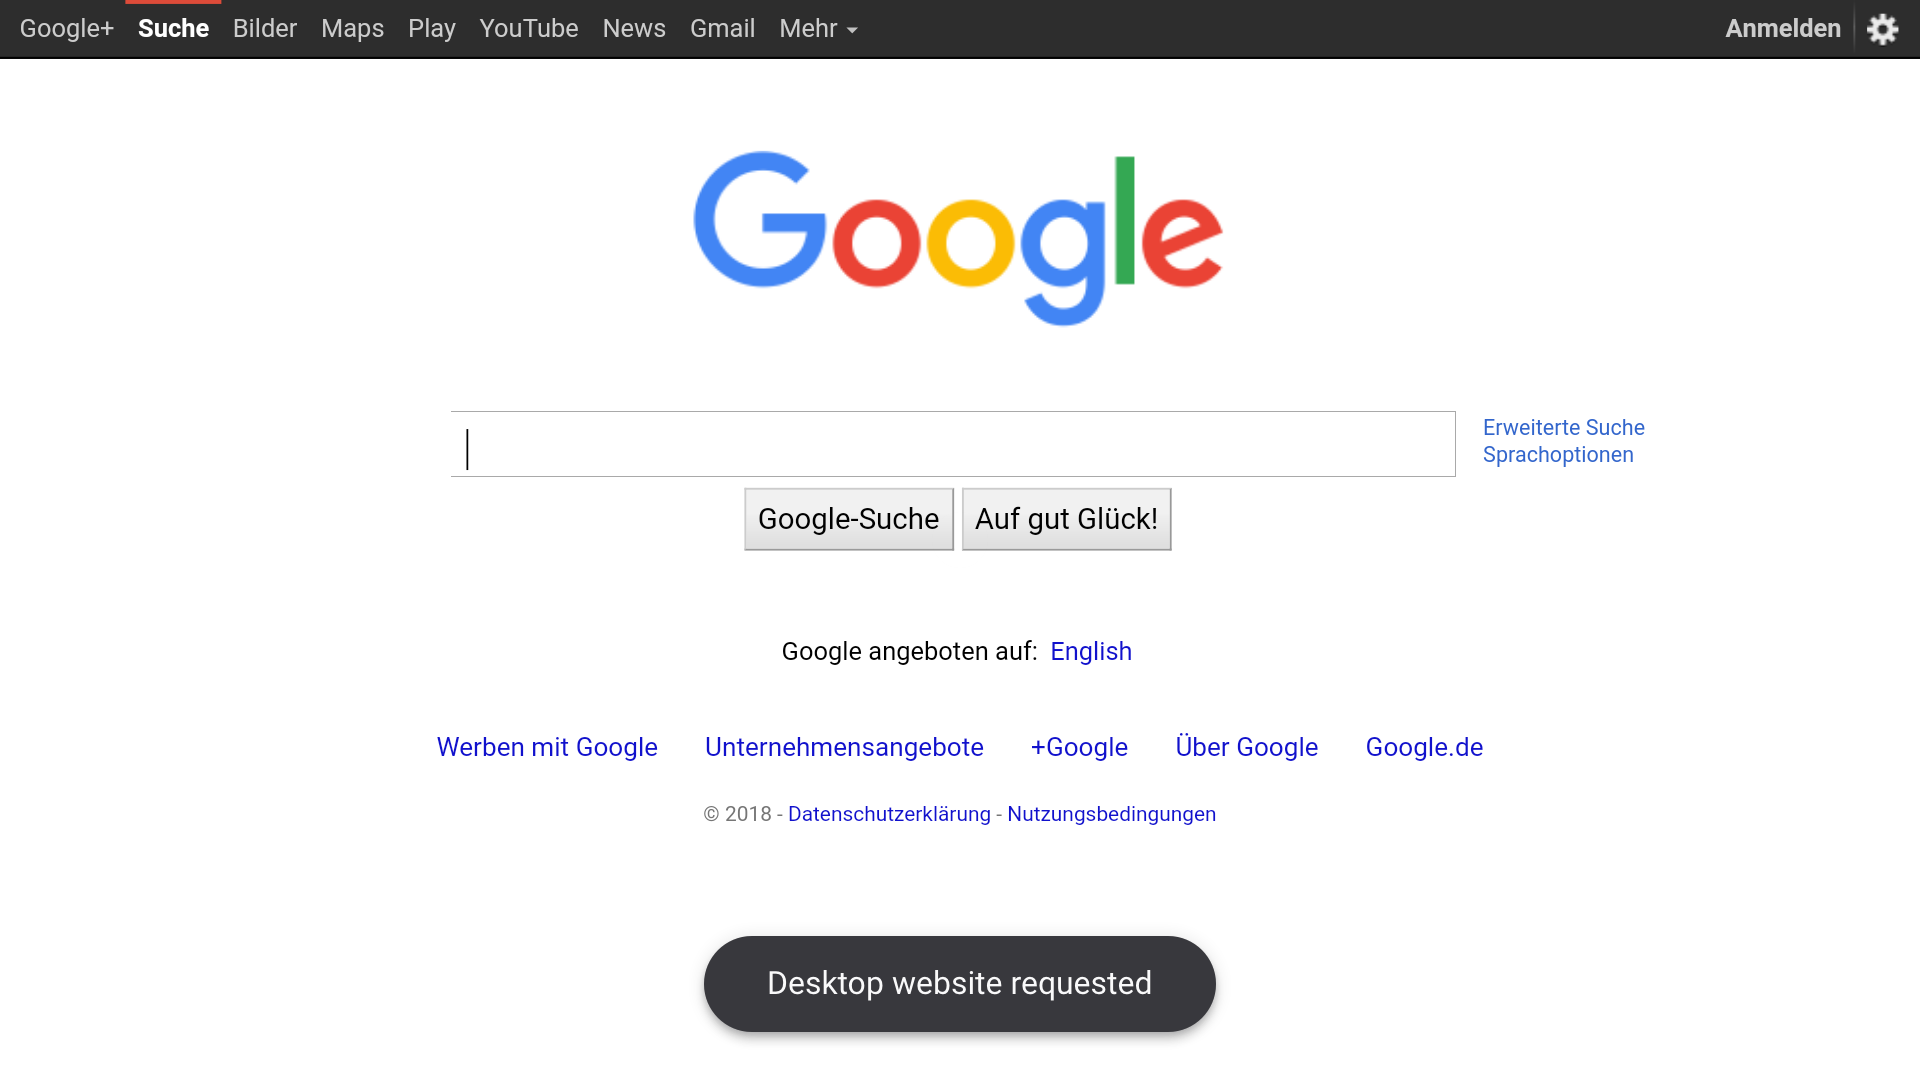 Google+ Suche Bilder Maps Play YouTube News Gmail Mehr Anmelden
Google
Erweiterte Suche
Sprachoptionen
Google-Suche Auf gut Glück!
Google angeboten auf: English
Werben mit Google Unternehmensangebote +Google Über Google Google.de
© 2018 - Datenschutzerklärung - Nutzungsbedingungen
Desktop website requested